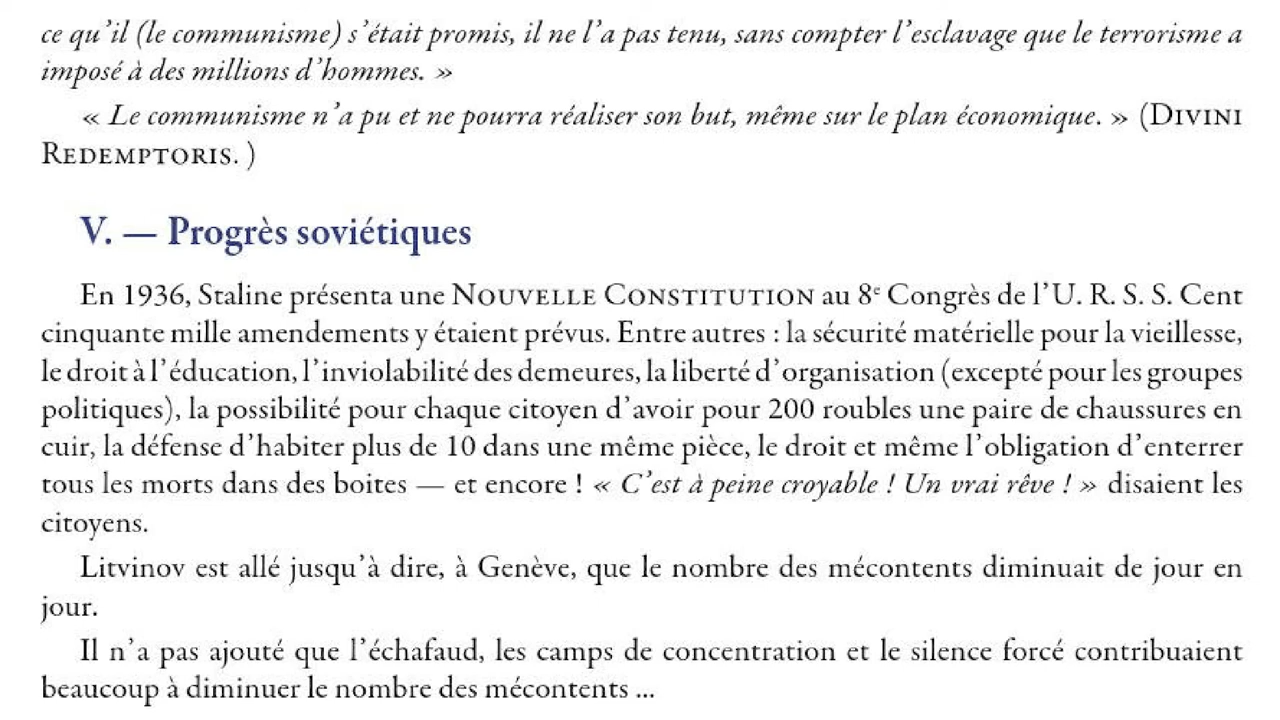 ce qu’il (le communisme) s’était promis, il ne l’a pas tenu, sans compter l’esclavage que le terrorisme a
imposé à des millions d’hommes. »
« Le communisme n’a pu et ne pourra réaliser son but, même sur le plan économique. » (Divini
Redemptoris. )
V. — Progrès soviétiques
En 1936, Staline présenta une Nouvelle Constitution au 8e Congrès de l’U. R. S. S. Cent
cinquante mille amendements y étaient prévus. Entre autres : la sécurité matérielle pour la vieillesse,
le droit à l’éducation, l’inviolabilité des demeures, la liberté d’organisation (excepté pour les groupes
politiques), la possibilité pour chaque citoyen d’avoir pour 200 roubles une paire de chaussures en
cuir, la défense d’habiter plus de 10 dans une même pièce, le droit et même l’obligation d’enterrer
tous les morts dans des boites — et encore ! « C’est à peine croyable ! Un vrai rêve ! » disaient les
citoyens.
Litvinov est allé jusqu’à dire, à Genève, que le nombre des mécontents diminuait de jour en
jour.
Il n’a pas ajouté que l’échafaud, les camps de concentration et le silence forcé contribuaient
beaucoup à diminuer le nombre des mécontents ...